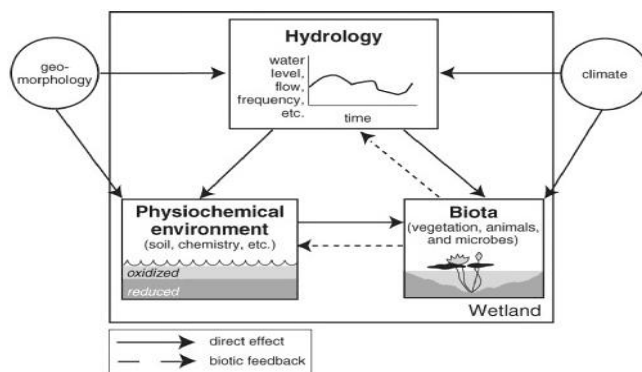 Hydrology
water
level,
flow,
frequency,
etc.
time
geo-
morphology
climate
Physiochemical
environment
(soil, chemistry, etc.)
oxidized
reduced
Biota
(vegetation, animals,
and microbes)
Wetland
direct effect
biotic feedback